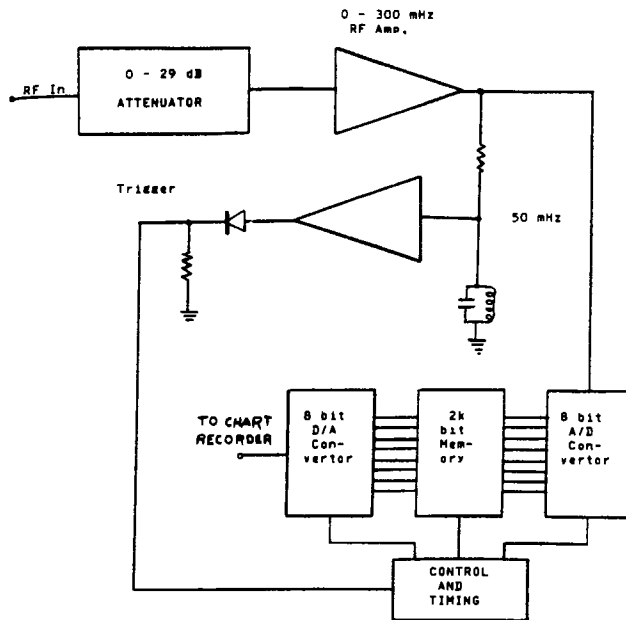 0 - 300 mHz
RF Amp.
RF In
0 - 29 dB
ATTENUATOR
Trigger
50 mHz
TO CHART
RECORDER
8 bit
D/A
Con-
vertor
2k
bit
Mem-
ory
8 bit
A/D
Con-
vertor
CONTROL
AND
TIMING